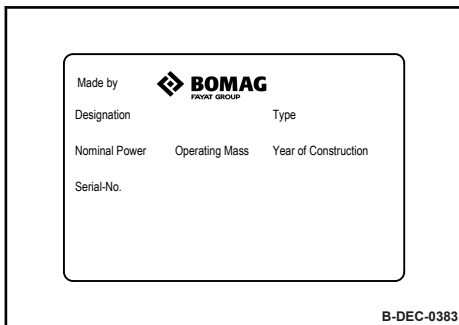 Made by BOMAG
FAYAT GROUP
Designation Type
Nominal Power Operating Mass Year of Construction
Serial-No.
B-DEC-0383